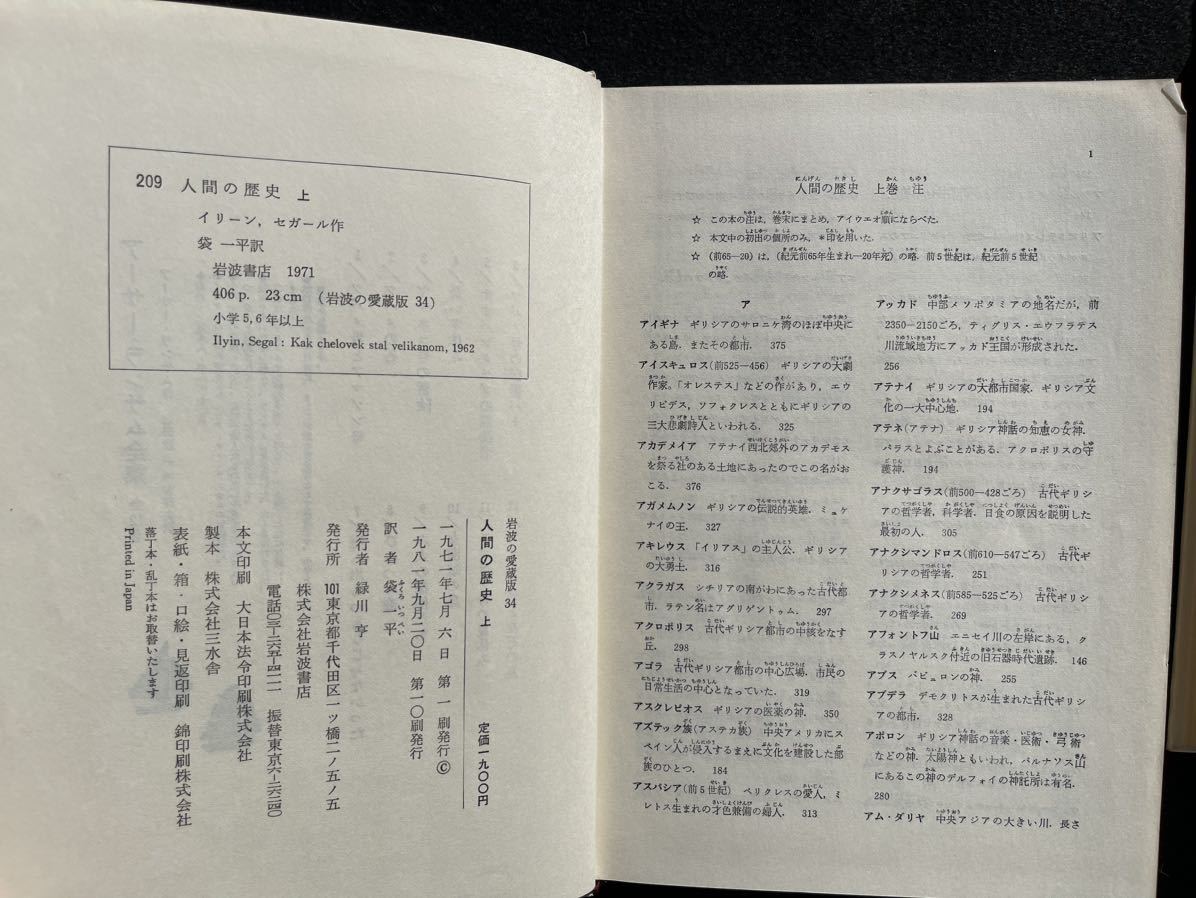 209 人間の歴史 上
イリーン，セガール作
袋 一平訳
岩波書店 1971
406 p. 23 cm （岩波の愛蔵版 34）
小学5, 6年以上
Ilyin, Segal : Kak chelovek stal velikanom, 1962
岩波の愛蔵版 34
人間の歴史 上
定価一九〇〇円
一九七一年七月 六日 第一刷発行©
一九八一年九月二〇日 第一〇刷発行
訳者 袋 一平
発行者 緑川 亨
発行所 101 東京都千代田区一ッ橋二ノ五ノ五
株式会社岩波書店
電話〇三-二六五-四一一一 振替東京六-二六二四〇
本文印刷 大日本法令印刷株式会社
製本 株式会社三水舎
表紙・箱・口絵・見返印刷 錦印刷株式会社
落丁本・乱丁本はお取替いたします
Printed in Japan
1
人間の歴史 上巻 注
☆ この本の注は，巻末にまとめ，アイウエオ順にならべた．
☆ 本文中の初出の個所のみ，＊印を用いた．
☆ (前65—20) は，（紀元前65年生まれ—20年死）の略．前5世紀は，紀元前5世紀
の略．
ア
アイギナ ギリシアのサロニケ湾のほぼ中央に
ある島．またその都市． 375
アイスキュロス(前525—456) ギリシアの大劇
作家。「オレステス」などの作があり，エウ
リピデス，ソフォクレスとともにギリシアの
三大悲劇詩人といわれる． 325
アカデメイア アテナイ西北郊外のアカデモス
を祭る社のある土地にあったのでこの名がお
こる． 376
アガメムノン ギリシアの伝説的英雄．ミュケ
ナイの王． 327
アキレウス 「イリアス」の主人公．ギリシア
の大勇士． 316
アクラガス シチリアの南がわにあった古代都
市．ラテン名はアグリゲントゥム． 297
アクロポリス 古代ギリシア都市の中核をなす
丘． 298
アゴラ 古代ギリシア都市の中心広場．市民の
日常生活の中心となっていた． 319
アスクレピオス ギリシアの医薬の神． 350
アズテック族(アステカ族) 中央アメリカにス
ペイン人が侵入するまえに文化を建設した部
族のひとつ． 184
アスパシア(前5世紀) ペリクレスの愛人，ミ
レトス生まれの才色兼備の婦人． 313
アッカド 中部メソポタミアの地名だが，前
2350—2150ごろ，ティグリス・エウフラテス
川流域地方にアッカド王国が形成された．
256
アテナイ ギリシアの大都市国家．ギリシア文
化の一大中心地． 194
アテネ(アテナ) ギリシア神話の知恵の女神．
パラスとよぶことがある．アクロポリスの守
護神． 194
アナクサゴラス(前500—428ごろ) 古代ギリシ
アの哲学者，科学者．日食の原因を説明した
最初の人． 305
アナクシマンドロス(前610—547ごろ) 古代ギ
リシアの哲学者． 251
アナクシメネス(前585—525ごろ) 古代ギリシ
アの哲学者． 269
アフォントフ山 エニセイ川の左岸にある，ク
ラスノヤルスク付近の旧石器時代遺跡． 146
アブス バビュロンの神． 255
アブデラ デモクリトスが生まれた古代ギリシ
アの都市． 328
アポロン ギリシア神話の音楽・医術・弓術
などの神．太陽神ともいわれ，パルナソス山
にあるこの神のデルフォイの神託所は有名．
280
アム・ダリヤ 中央アジアの大きい川．長さ